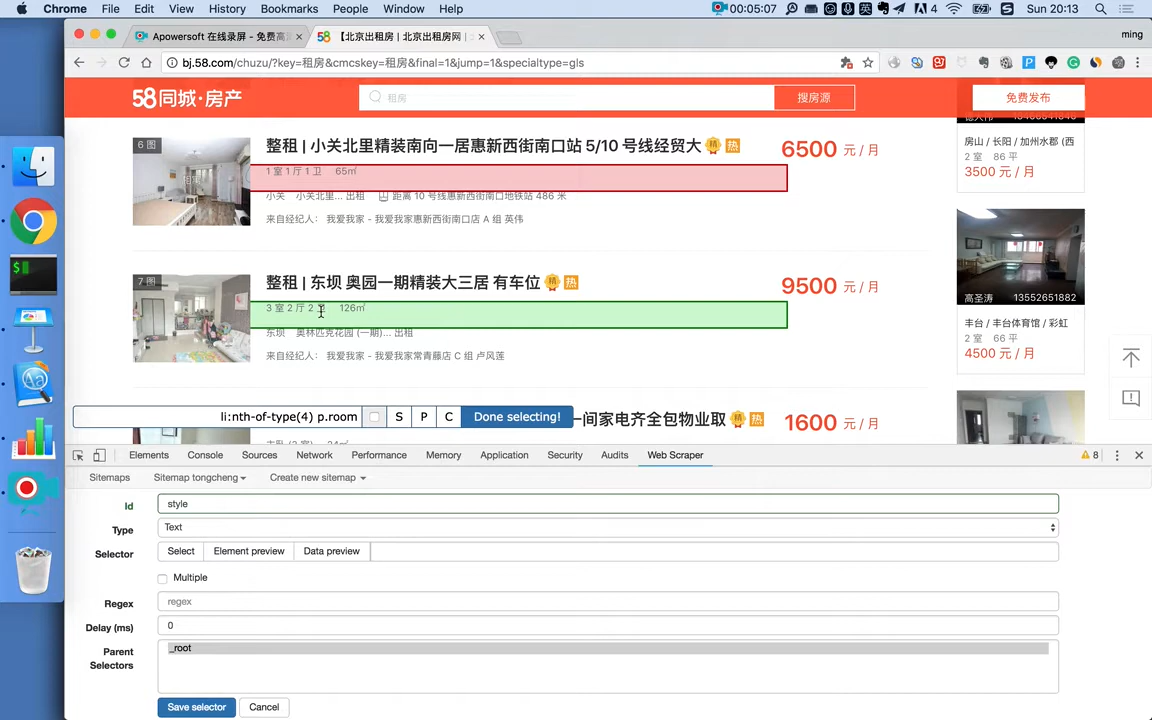 Chrome File Edit View History Bookmarks People Window Help 00:05:07 英 4 Sun 20:13
Apowersoft 在线录屏 - 免费高
【北京出租房 | 北京出租房网 |
ming
bj.58.com/chuzu/?key=租房&cmcskey=租房&final=1&jump=1&specialtype=gls
58同城·房产
租房
搜房源
免费发布
6 图
整租 | 小关北里精装南向一居惠新西街南口站 5/10 号线经贸大 精 热
6500 元 / 月
1 室 1 厅 1 卫 65㎡
小关 小关北里... 出租 距离 10 号线惠新西街南口地铁站 486 米
来自经纪人： 我爱我家 - 我爱我家惠新西街南口店 A 组 英伟
房山 / 长阳 / 加州水郡 (西
2 室 86 平
3500 元 / 月
7 图
整租 | 东坝 奥园一期精装大三居 有车位 精 热
9500 元 / 月
3 室 2 厅 2 卫 126㎡
东坝 奥林匹克花园 (一期)... 出租
来自经纪人： 我爱我家 - 我爱我家常青藤店 C 组 卢风莲
高圣涛 13552651882
丰台 / 丰台体育馆 / 彩虹
2 室 66 平
4500 元 / 月
li:nth-of-type(4) p.room S P C Done selecting!
一间家电齐全包物业取 精 热
1600 元 / 月
Elements Console Sources Network Performance Memory Application Security Audits Web Scraper 8
Sitemaps Sitemap tongcheng Create new sitemap
Id style
Type Text
Selector Select Element preview Data preview
Multiple
Regex regex
Delay (ms) 0
Parent Selectors _root
Save selector Cancel